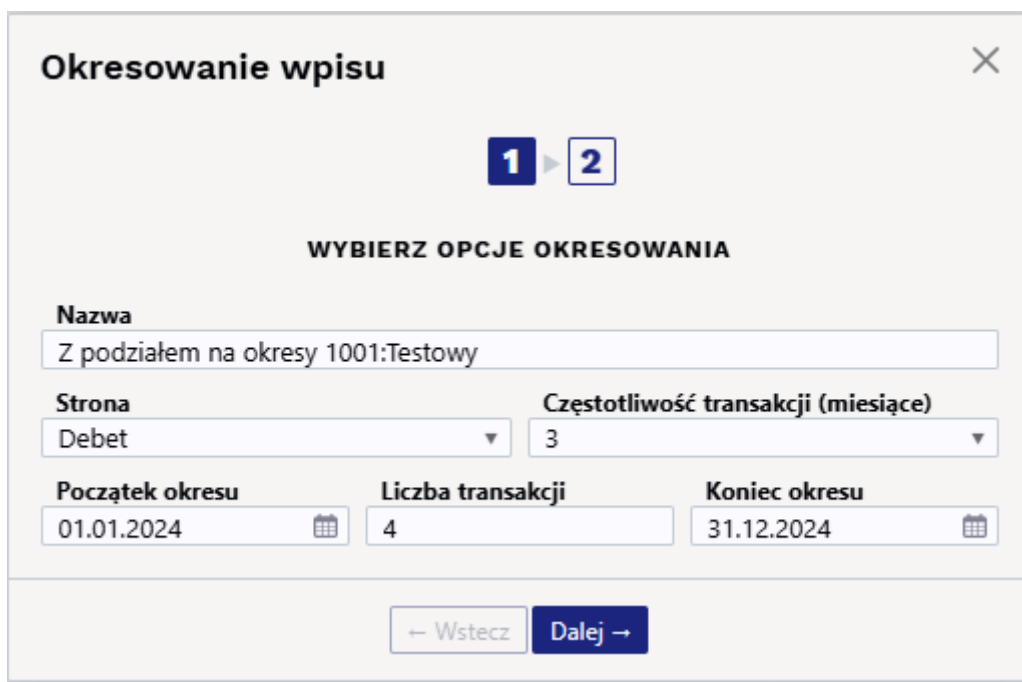 Okresowanie wpisu
1 ▸ 2
WYBIERZ OPCJE OKRESOWANIA
Nazwa
Z podziałem na okresy 1001:Testowy
Strona Częstotliwość transakcji (miesiące)
Debet 3
Początek okresu Liczba transakcji Koniec okresu
01.01.2024 4 31.12.2024
← Wstecz Dalej →